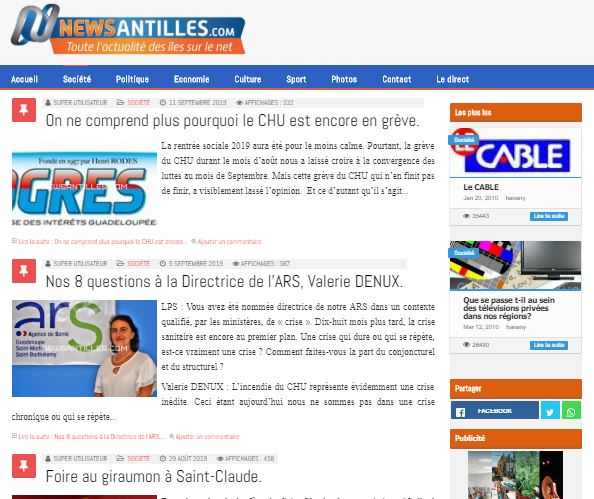 NEWSANTILLES.COM
Toute l'actualité des îles sur le net
Accueil Société Politique Economie Culture Sport Photos Contact Le direct
SUPER UTILISATEUR SOCIÉTÉ 11 SEPTEMBRE 2019 AFFICHAGES : 332
On ne comprend plus pourquoi le CHU est encore en grève.
Fondé en 1967 par Henri RODES
OGRES
NEWSANTILLES.COM
SE DES INTÉRÊTS GUADELOUPÉE
La rentrée sociale 2019 aura été pour le moins calme. Pourtant, la grève
du CHU durant le mois d'août nous a laissé croire à la convergence des
luttes au mois de Septembre. Mais cette grève du CHU qui n'en finit pas
de finir, a visiblement lassé l'opinion. Et ce d'autant qu'il s'agit...
Lire la suite : On ne comprend plus pourquoi le CHU est encore... Ajouter un commentaire
SUPER UTILISATEUR SOCIÉTÉ 5 SEPTEMBRE 2019 AFFICHAGES : 387
Nos 8 questions à la Directrice de l'ARS, Valerie DENUX.
ars
Agence de Santé
Guadeloupe
Saint-Martin
Saint-Barthélemy
NEWSANTILLES.COM
LPS : Vous avez été nommée directrice de notre ARS dans un contexte
qualifié, par les ministères, de « crise ». Dix-huit mois plus tard, la crise
sanitaire est encore au premier plan. Une crise qui dure ou qui se répète,
est-ce vraiment une crise ? Comment faites-vous la part du conjoncturel
et du structurel ?
Valerie DENUX : L'incendie du CHU représente évidemment une crise
inédite. Ceci étant aujourd'hui nous ne sommes pas dans une crise
chronique ou qui se répète...
Lire la suite : Nos 8 questions à la Directrice de l'ARS... Ajouter un commentaire
SUPER UTILISATEUR SOCIÉTÉ 29 AOÛT 2019 AFFICHAGES : 438
Foire au giraumon à Saint-Claude.
Les plus lus
Société
CABLE
Le CABLE
Jan 20, 2010 hanany
35443 Lire la suite
Société
Que se passe t-il au sein
des télévisions privées
dans nos régions?
Mar 12, 2010 hanany
26490 Lire la suite
Partager
FACEBOOK
Publicité